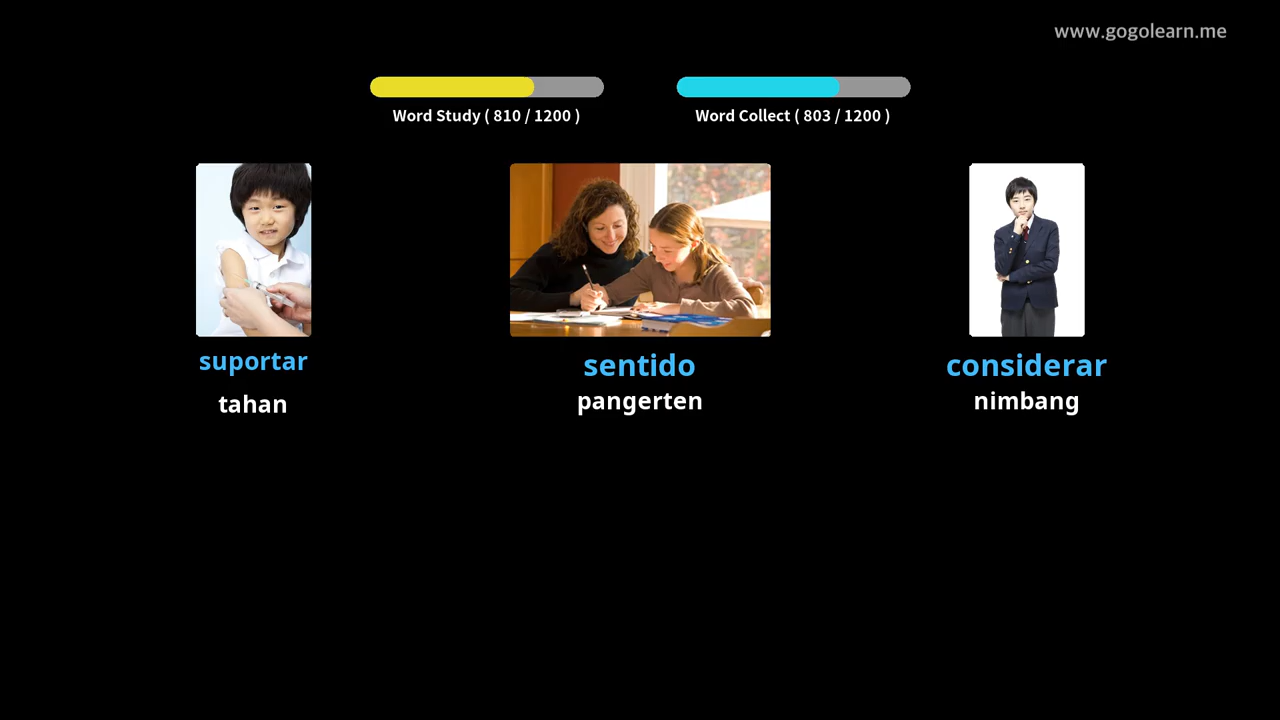 www.gogolearn.me
Word Study ( 810 / 1200 )
Word Collect ( 803 / 1200 )
suportar
tahan
sentido
pangerten
considerar
nimbang